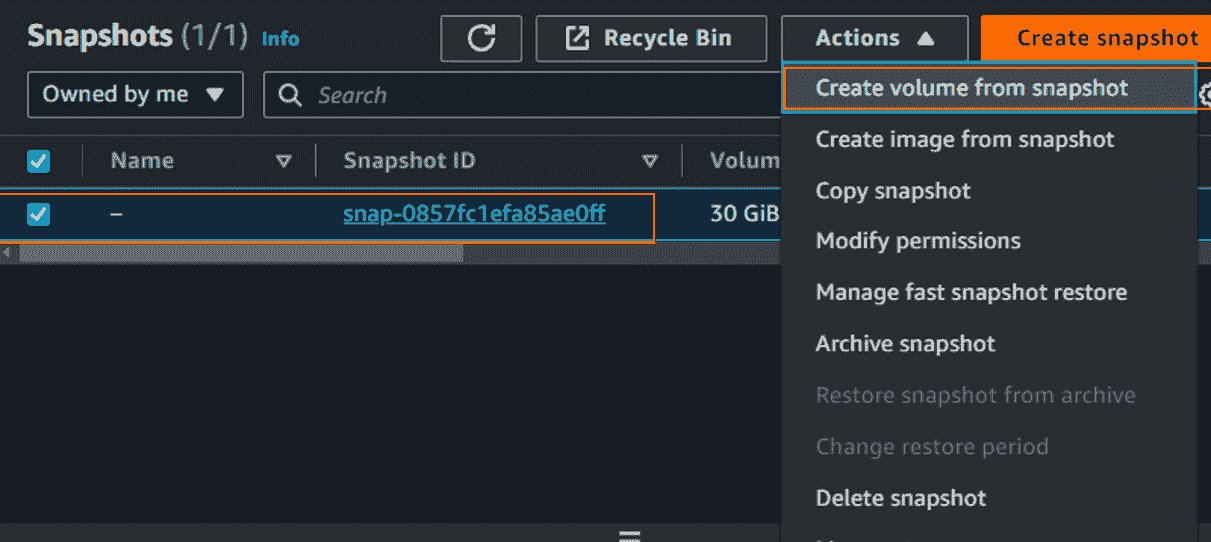 Snapshots (1/1) Info
Recycle Bin
Actions
Create snapshot
Owned by me
Search
Create volume from snapshot
Name
Snapshot ID
Volum
–
snap-0857fc1efa85ae0ff
30 GiB
Create image from snapshot
Copy snapshot
Modify permissions
Manage fast snapshot restore
Archive snapshot
Restore snapshot from archive
Change restore period
Delete snapshot